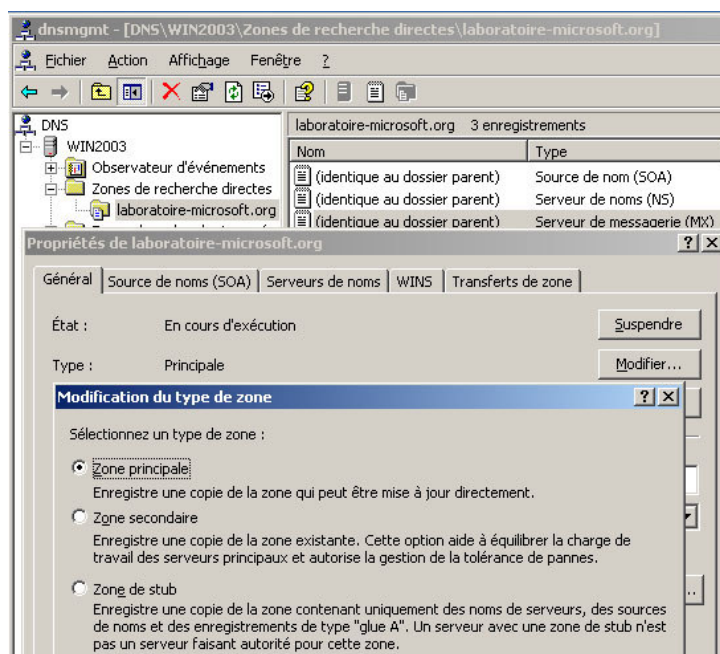 dnsmgmt - [DNS\WIN2003\Zones de recherche directes\laboratoire-microsoft.org]
Fichier Action Affichage Fenêtre ?
DNS
WIN2003
Observateur d'événements
Zones de recherche directes
laboratoire-microsoft.org
laboratoire-microsoft.org 3 enregistrements
Nom Type
(identique au dossier parent) Source de nom (SOA)
(identique au dossier parent) Serveur de noms (NS)
(identique au dossier parent) Serveur de messagerie (MX)
Propriétés de laboratoire-microsoft.org
Général Source de noms (SOA) Serveurs de noms WINS Transferts de zone
État : En cours d'exécution Suspendre
Type : Principale Modifier...
Modification du type de zone
Sélectionnez un type de zone :
Zone principale
Enregistre une copie de la zone qui peut être mise à jour directement.
Zone secondaire
Enregistre une copie de la zone existante. Cette option aide à équilibrer la charge de
travail des serveurs principaux et autorise la gestion de la tolérance de pannes.
Zone de stub
Enregistre une copie de la zone contenant uniquement des noms de serveurs, des sources
de noms et des enregistrements de type "glue A". Un serveur avec une zone de stub n'est
pas un serveur faisant autorité pour cette zone.